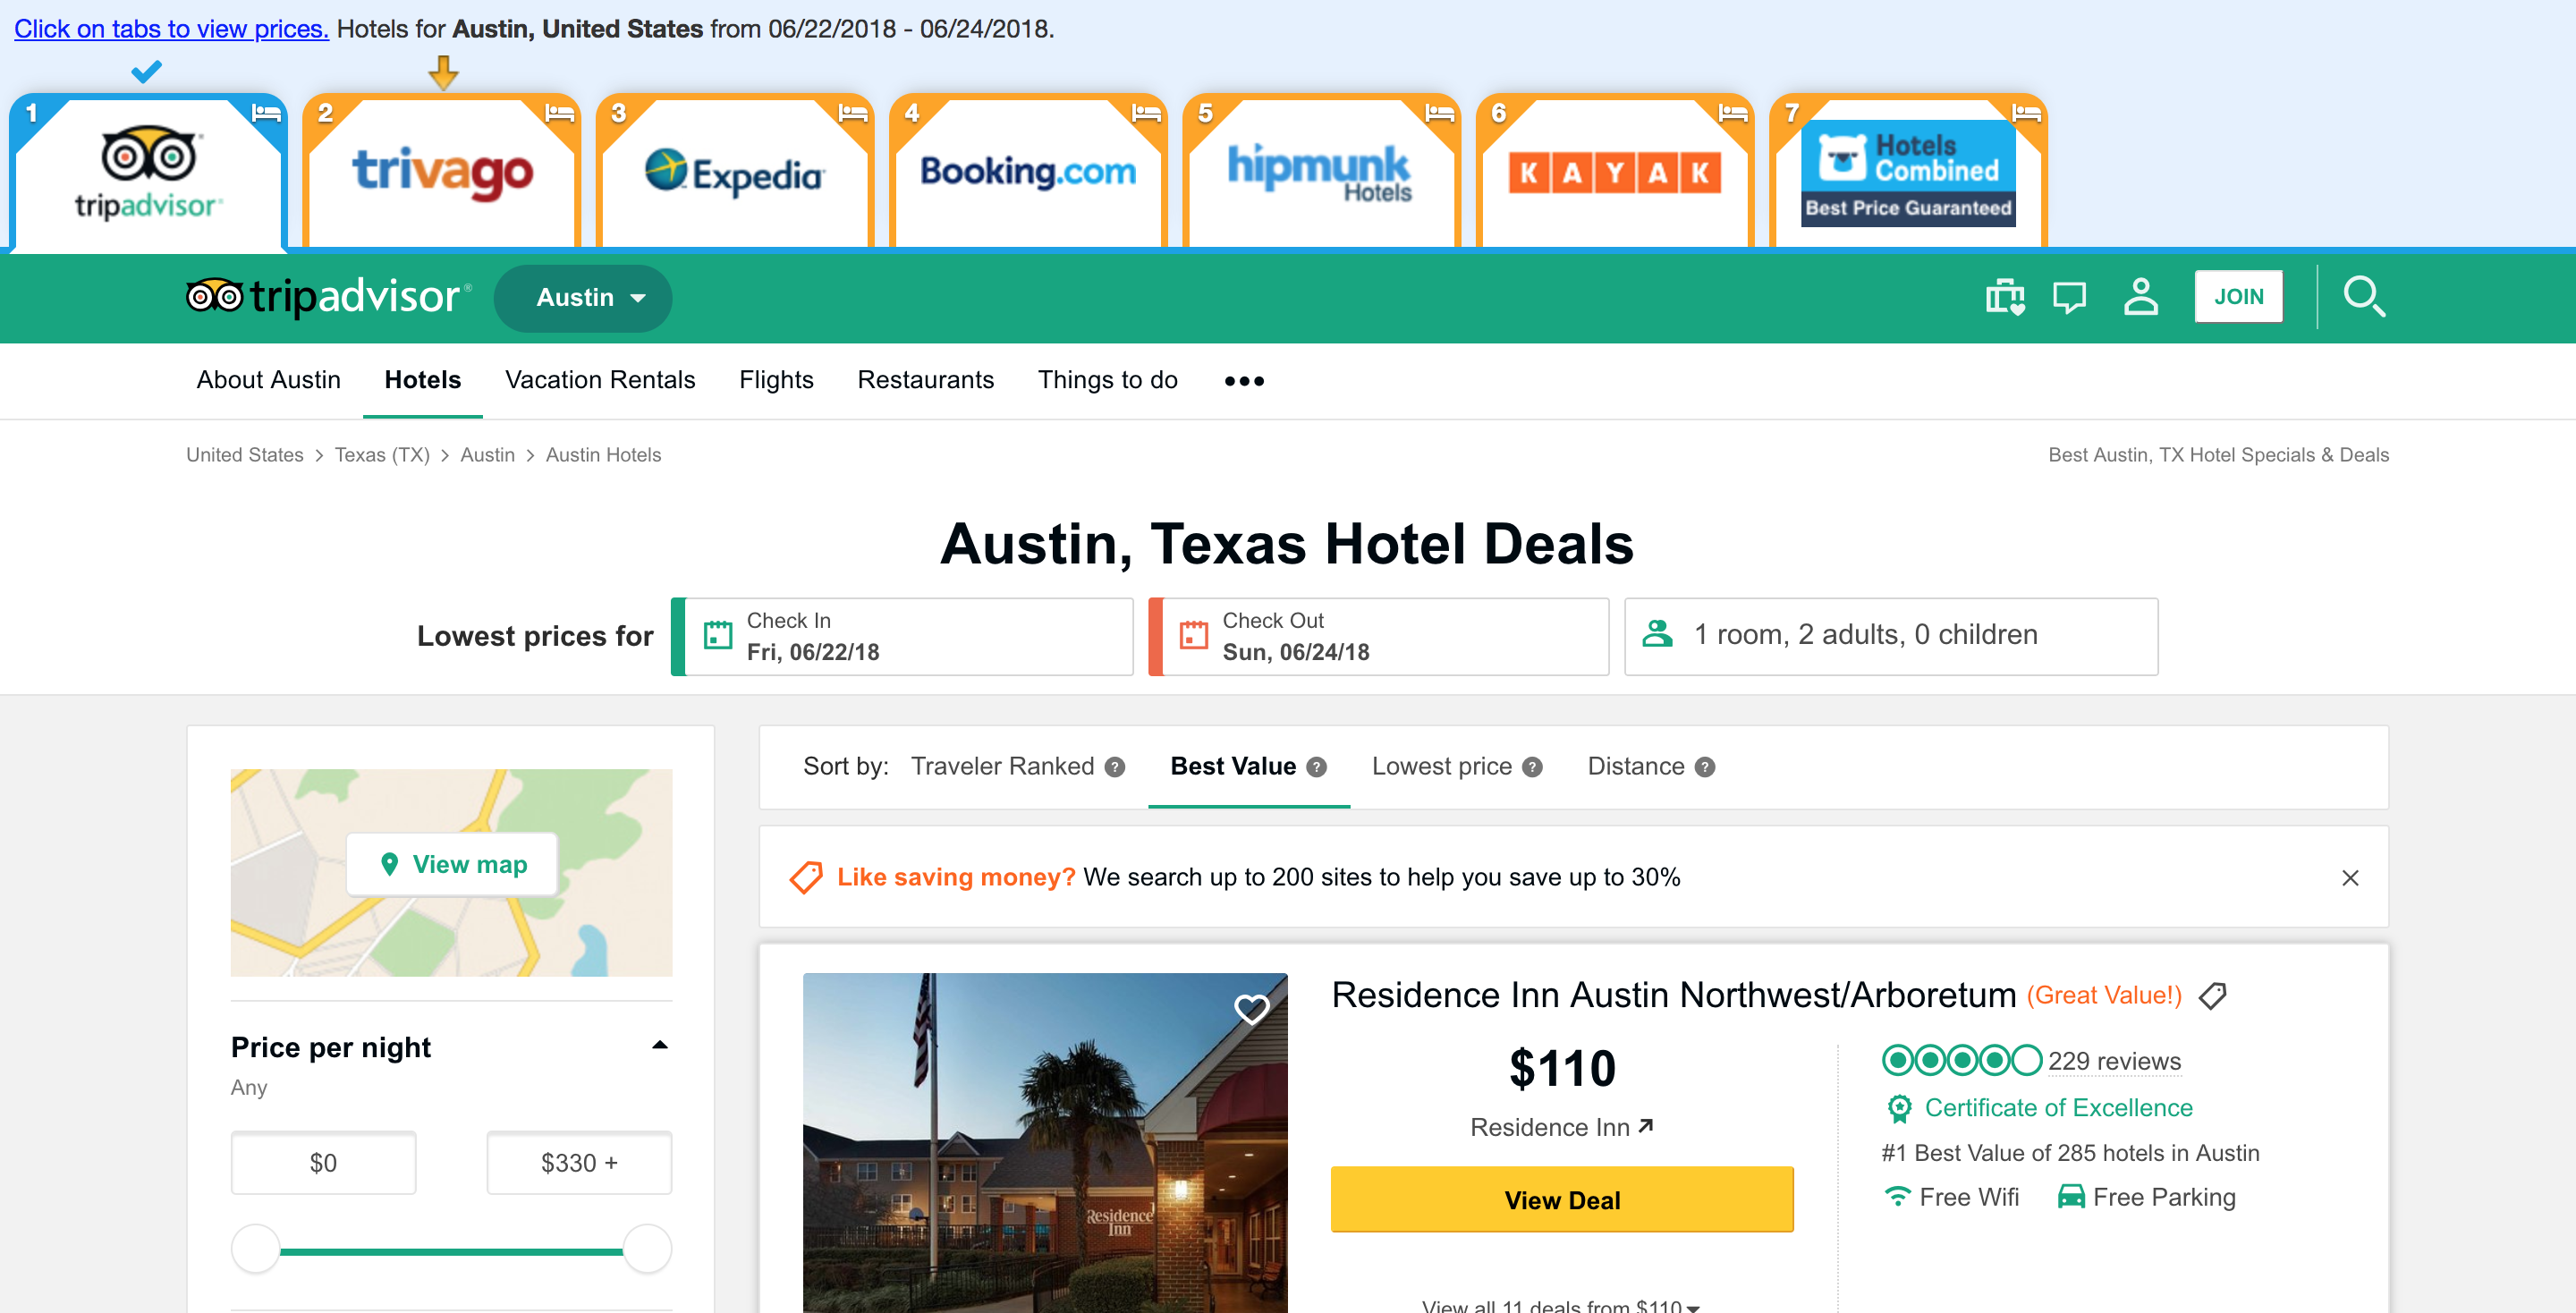 Click on tabs to view prices. Hotels for Austin, United States from 06/22/2018 - 06/24/2018.
1 2 3 4 5 6 7
tripadvisor®
trivago
Expedia
Booking.com
hipmunk
Hotels
KAYAK
Hotels
Combined
Best Price Guaranteed
tripadvisor® Austin JOIN
About Austin Hotels Vacation Rentals Flights Restaurants Things to do •••
United States > Texas (TX) > Austin > Austin Hotels
Best Austin, TX Hotel Specials & Deals
Austin, Texas Hotel Deals
Lowest prices for
Check In
Fri, 06/22/18
Check Out
Sun, 06/24/18
1 room, 2 adults, 0 children
View map
Price per night
Any
$0
$330 +
Sort by: Traveler Ranked ? Best Value ? Lowest price ? Distance ?
Like saving money? We search up to 200 sites to help you save up to 30%
Residence
Inn
Residence Inn Austin Northwest/Arboretum (Great Value!)
$110
Residence Inn
View Deal
View all 11 deals from $110
229 reviews
Certificate of Excellence
#1 Best Value of 285 hotels in Austin
Free Wifi Free Parking